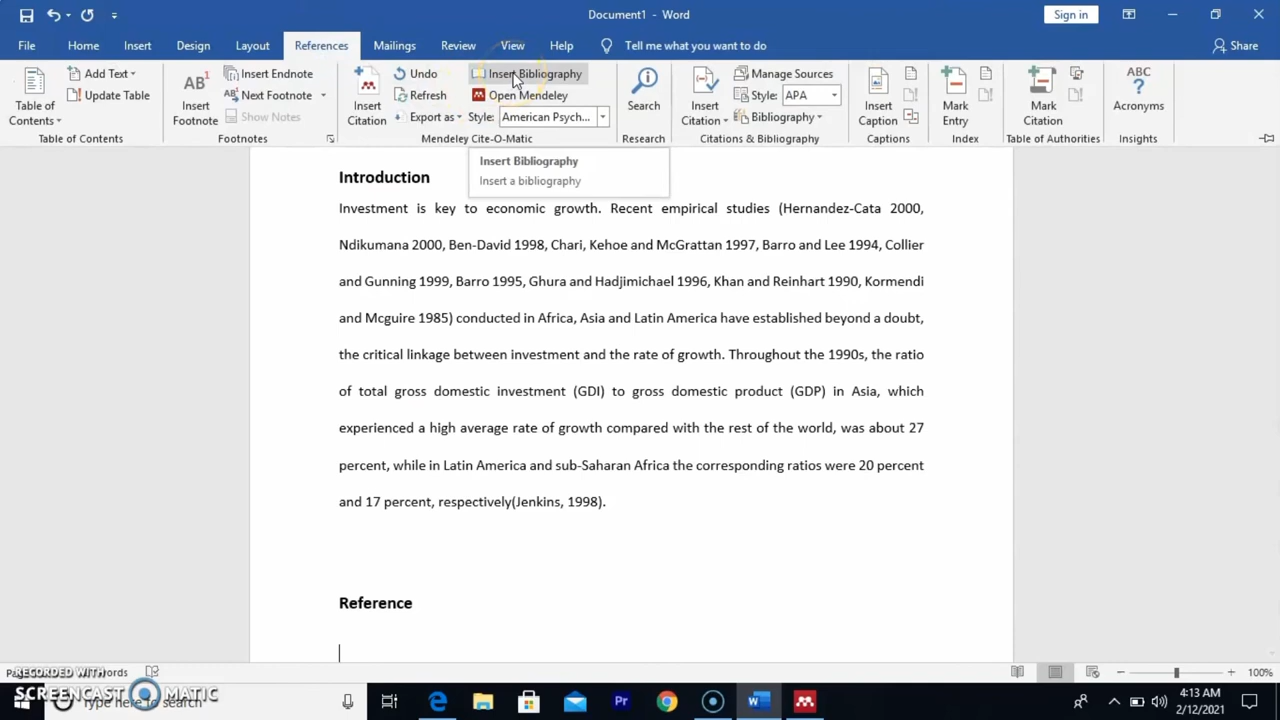 Document1 - Word
Sign in
File Home Insert Design Layout References Mailings Review View Help Tell me what you want to do Share
Table of Contents
Add Text
Update Table
Table of Contents
AB1 Insert Footnote
Insert Endnote
Next Footnote
Show Notes
Footnotes
Insert Citation
Undo
Refresh
Export as
Insert Bibliography
Open Mendeley
Style: American Psych...
Mendeley Cite-O-Matic
Search
Research
Insert Citation
Manage Sources
Style: APA
Bibliography
Citations & Bibliography
Insert Caption
Captions
Mark Entry
Index
Mark Citation
Table of Authorities
ABC
Acronyms
Insights
Insert Bibliography
Insert a bibliography
Introduction
Investment is key to economic growth. Recent empirical studies (Hernandez-Cata 2000,
Ndikumana 2000, Ben-David 1998, Chari, Kehoe and McGrattan 1997, Barro and Lee 1994, Collier
and Gunning 1999, Barro 1995, Ghura and Hadjimichael 1996, Khan and Reinhart 1990, Kormendi
and Mcguire 1985) conducted in Africa, Asia and Latin America have established beyond a doubt,
the critical linkage between investment and the rate of growth. Throughout the 1990s, the ratio
of total gross domestic investment (GDI) to gross domestic product (GDP) in Asia, which
experienced a high average rate of growth compared with the rest of the world, was about 27
percent, while in Latin America and sub-Saharan Africa the corresponding ratios were 20 percent
and 17 percent, respectively(Jenkins, 1998).
Reference
100%
RECORDED WITH
SCREENCAST MATIC
Type here to search
Pr
4:13 AM
2/12/2021